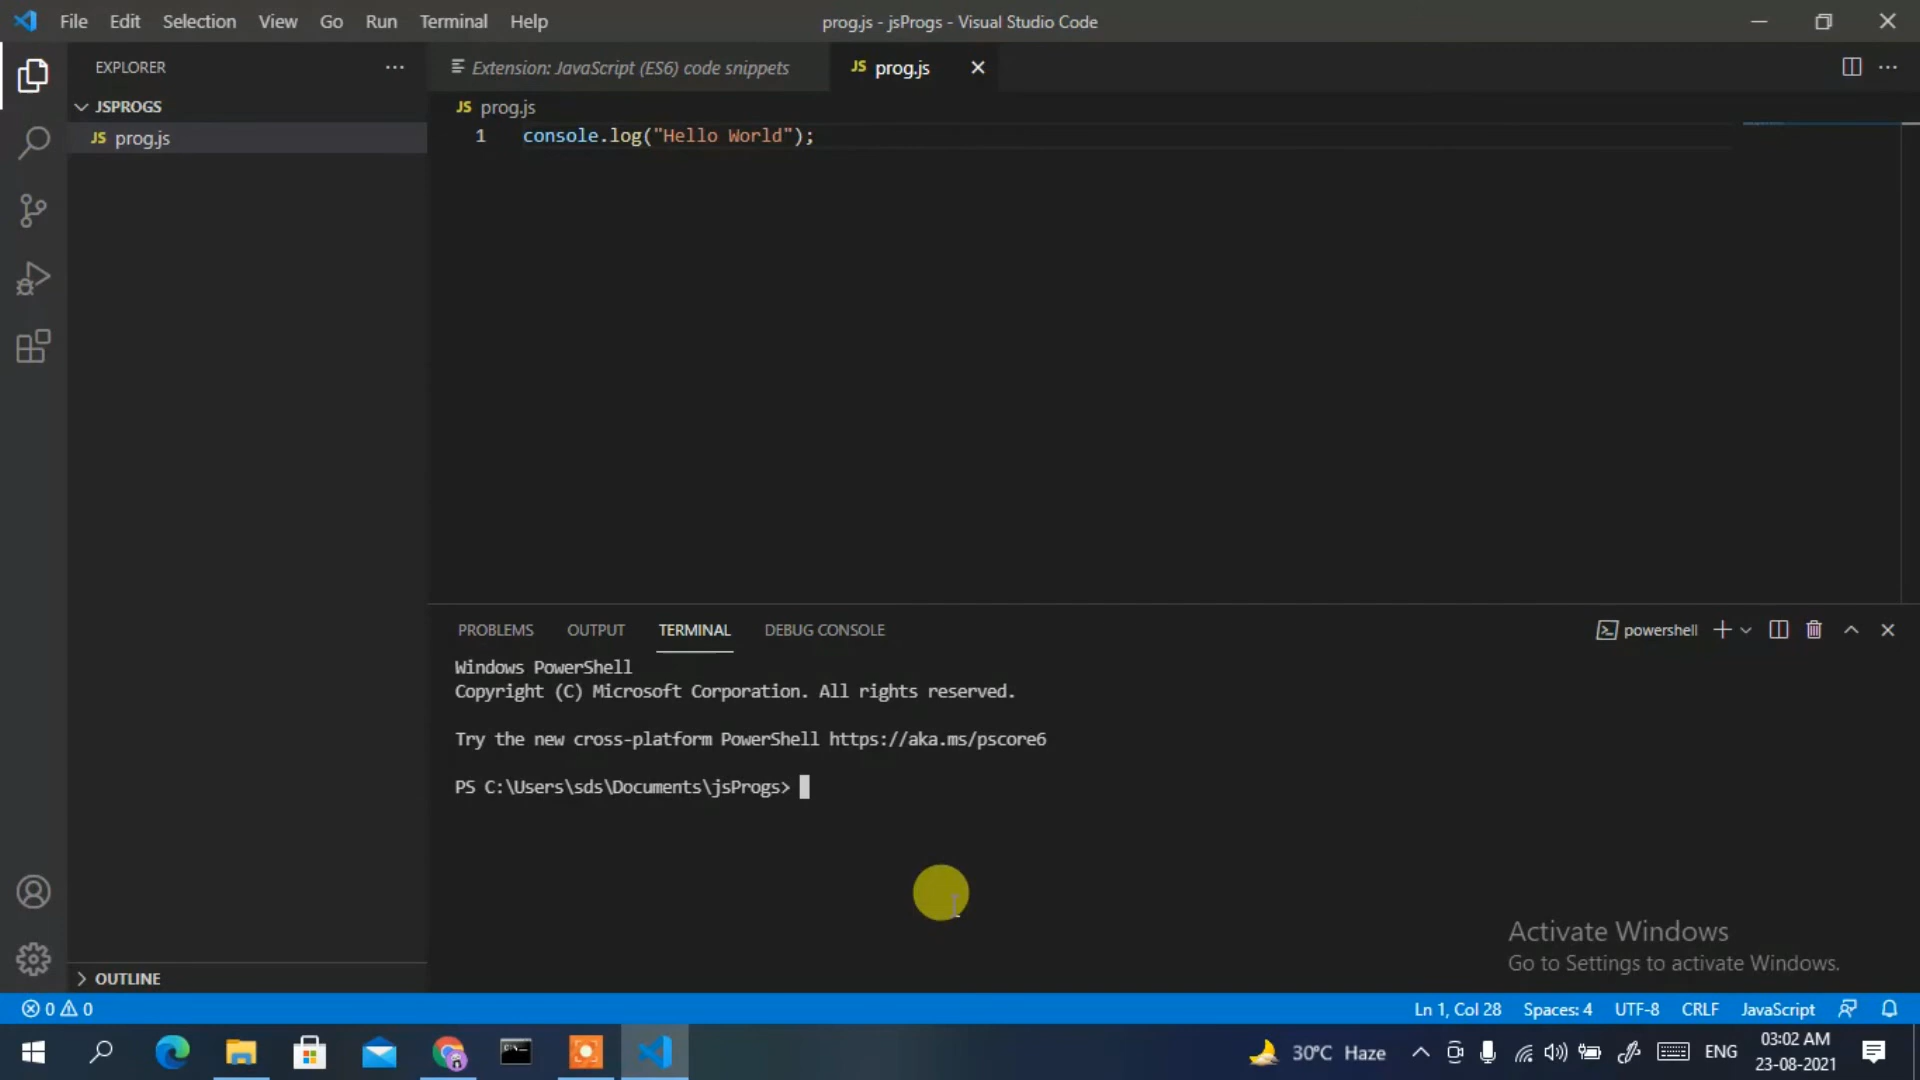 File Edit Selection View Go Run Terminal Help
prog.js - jsProgs - Visual Studio Code
EXPLORER
JSPROGS
JS prog.js
Extension: JavaScript (ES6) code snippets
JS prog.js
JS prog.js
1 console.log("Hello World");
PROBLEMS OUTPUT TERMINAL DEBUG CONSOLE
powershell
Windows PowerShell
Copyright (C) Microsoft Corporation. All rights reserved.
Try the new cross-platform PowerShell https://aka.ms/pscore6
PS C:\Users\sds\Documents\jsProgs>
Activate Windows
Go to Settings to activate Windows.
OUTLINE
0 0
Ln 1, Col 28 Spaces: 4 UTF-8 CRLF JavaScript
30°C Haze
ENG
03:02 AM
23-08-2021